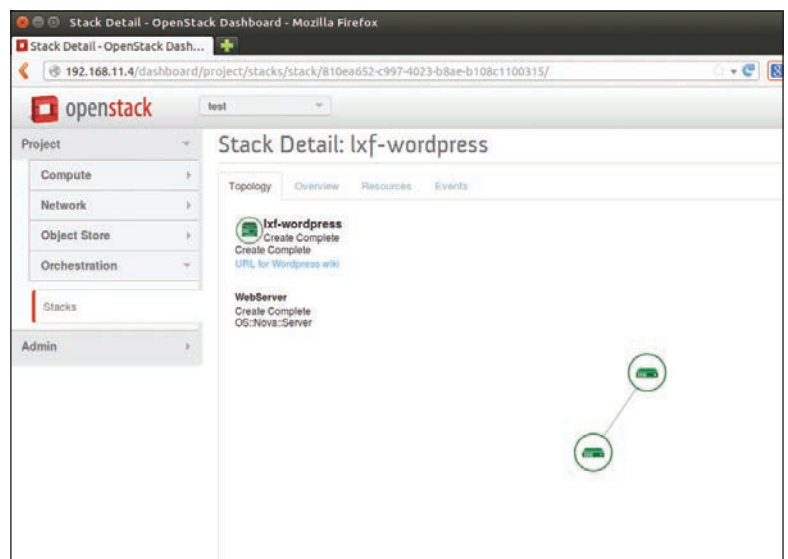 Stack Detail - OpenStack Dashboard - Mozilla Firefox
Stack Detail - OpenStack Dash...
192.168.11.4/dashboard/project/stacks/stack/810ea652-c997-4023-b8ae-b108c1100315/
openstack
test
Project
Compute
Network
Object Store
Orchestration
Stacks
Admin
Stack Detail: lxf-wordpress
Topology Overview Resources Events
lxf-wordpress
Create Complete
Create Complete
URL for Wordpress wiki
WebServer
Create Complete
OS::Nova::Server